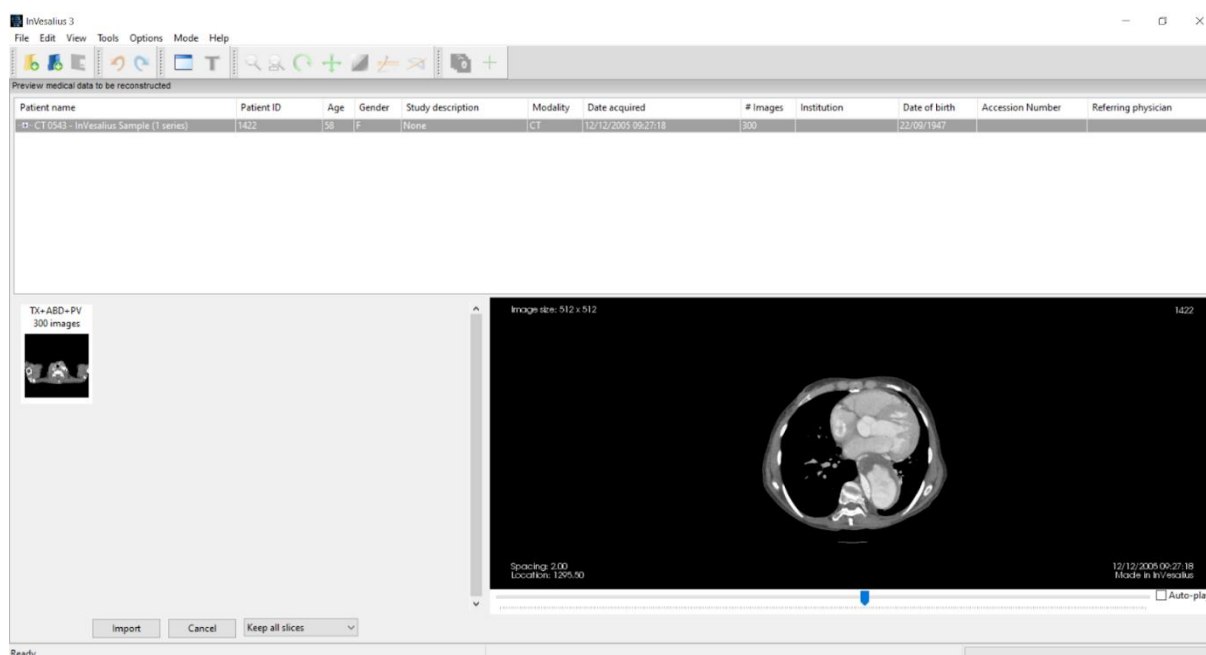 InVesalius 3
File Edit View Tools Options Mode Help
T
Preview medical data to be reconstructed
Patient name Patient ID Age Gender Study description Modality Date acquired # Images Institution Date of birth Accession Number Referring physician
CT 0543 - InVesalius Sample (1 series) 1422 58 F None CT 12/12/2005 09:27:18 300 22/09/1947
TX+ABD+PV
300 images
Image size: 512 x 512 1422
Spacing: 2.00 12/12/2005 09:27:18
Location: 1295.50 Made in InVesalius
Auto-pla
Import Cancel Keep all slices
Ready